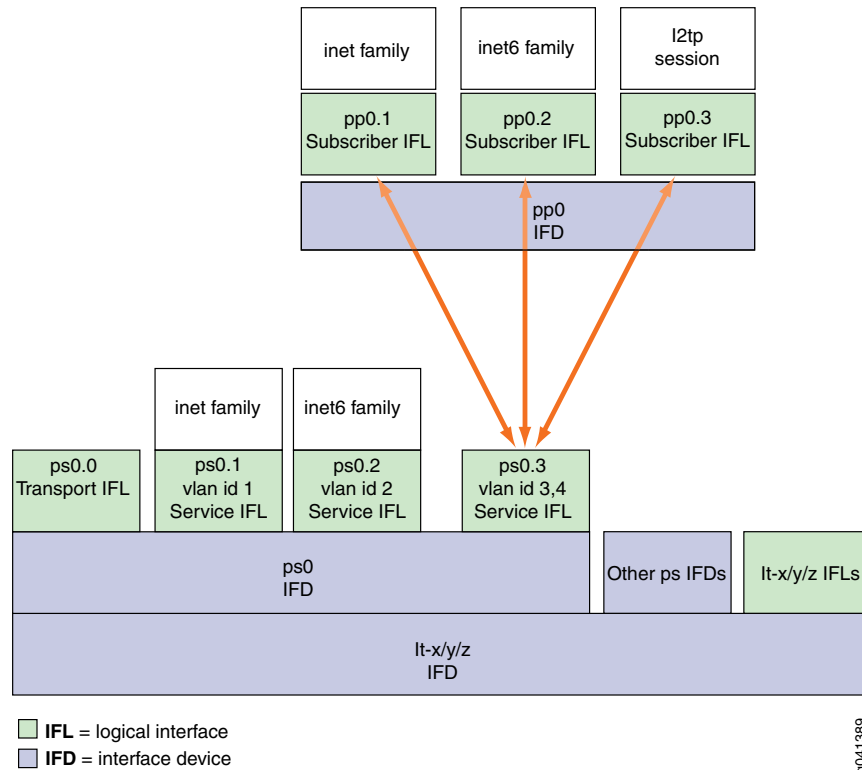 inet family
inet6 family
l2tp
session
pp0.1
Subscriber IFL
pp0.2
Subscriber IFL
pp0.3
Subscriber IFL
pp0
IFD
inet family
inet6 family
ps0.0
Transport IFL
ps0.1
vlan id 1
Service IFL
ps0.2
vlan id 2
Service IFL
ps0.3
vlan id 3,4
Service IFL
ps0
IFD
Other ps IFDs
lt-x/y/z IFLs
lt-x/y/z
IFD
IFL = logical interface
IFD = interface device